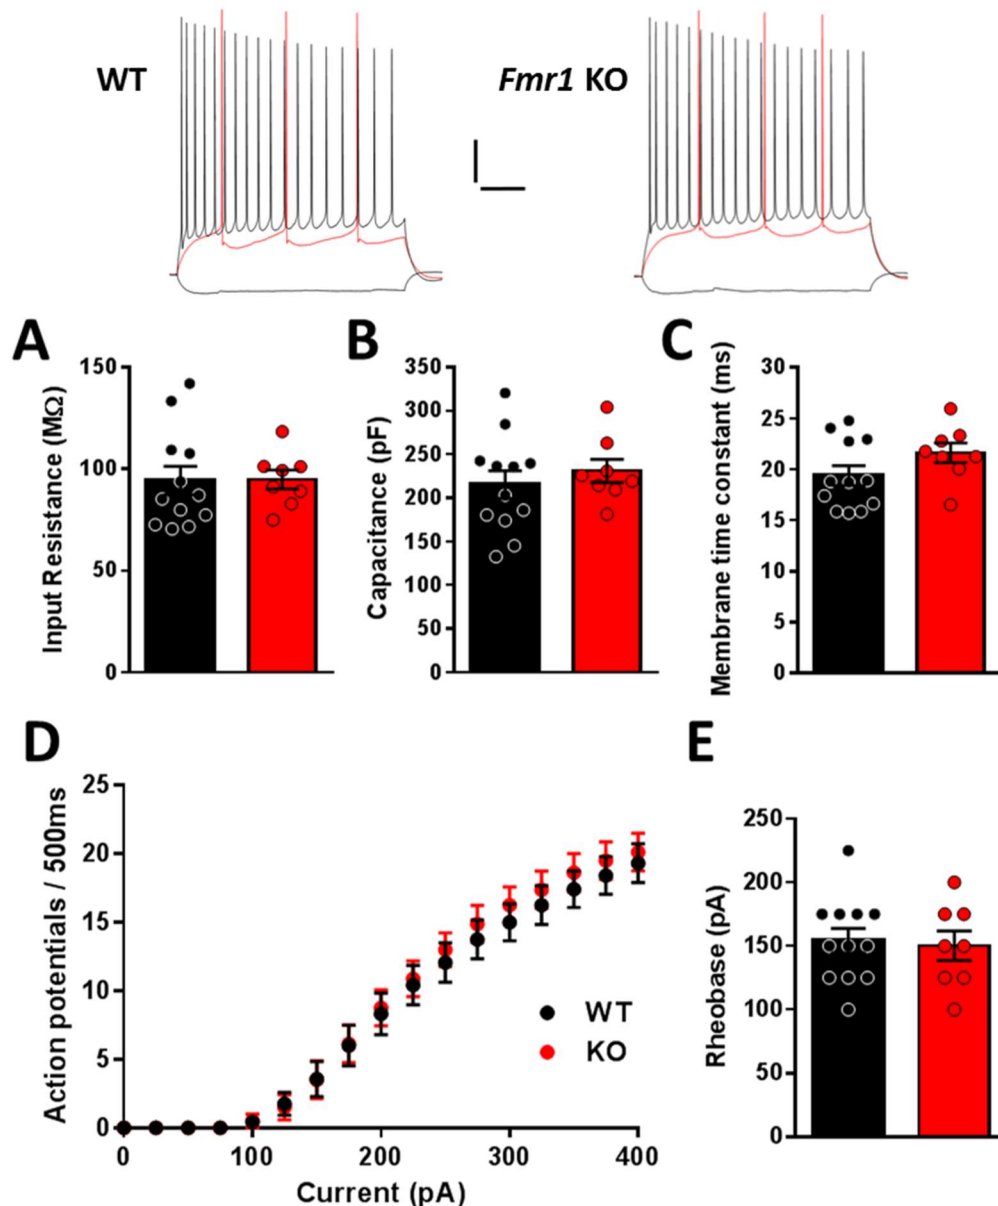 WT
Fmr1 KO
A
Input Resistance (MΩ)
150
100
50
0
B
Capacitance (pF)
350
300
250
200
150
100
50
0
C
Membrane time constant (ms)
30
25
20
15
10
5
0
D
Action potentials / 500ms
25
20
15
10
5
0
0
100
200
300
400
Current (pA)
WT
KO
E
Rheobase (pA)
250
200
150
100
50
0